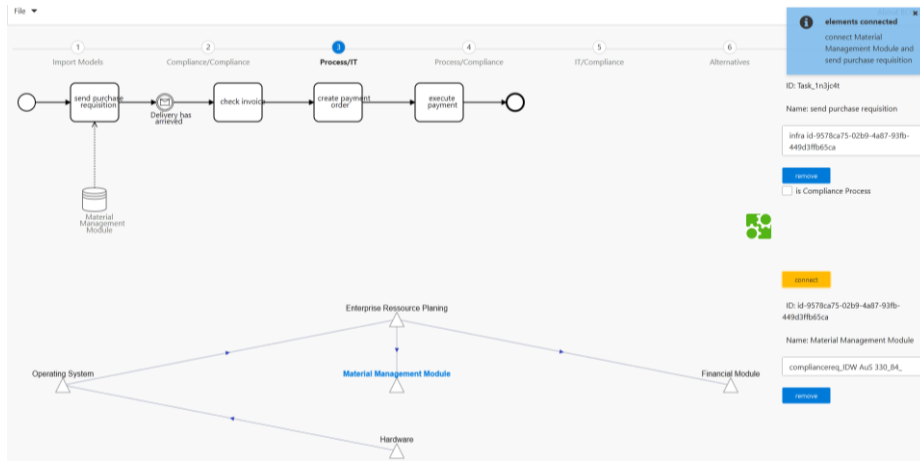 File
elements connected
connect Material
Management Module and
send purchase requisition
1
2
3
4
5
6
Import Models
Compliance/Compliance
Process/IT
Process/Compliance
IT/Compliance
Alternatives
ID: Task_1n3jc4t
send purchase
requisition
check invoice
create payment
order
execute
payment
Delivery has
arrieved
Name: send purchase requisition
infra id-9578ca75-02b9-4a87-93fb-
449d3ffb65ca
remove
is Compliance Process
Material
Management
Module
connect
Enterprise Ressource Planing
ID: id-9578ca75-02b9-4a87-93fb-
449d3ffb65ca
Name: Material Management Module
Operating System
Material Management Module
Financial Module
compliancereq_IDW AuS 330_84_
remove
Hardware